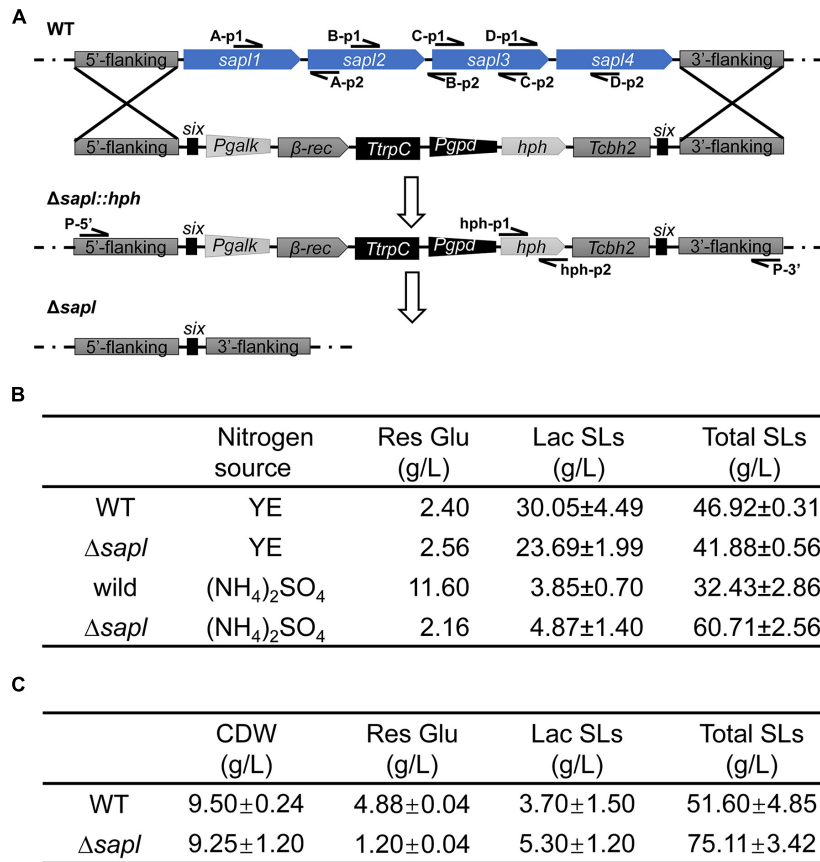 A
WT
A-p1 B-p1 C-p1 D-p1
5'-flanking sapl1 sapl2 sapl3 sapl4 3'-flanking
A-p2 B-p2 C-p2 D-p2
six six
5'-flanking Pgalk β-rec TtrpC Pgpd hph Tcbh2 3'-flanking
Δsapl::hph
P-5' six hph-p1 six
5'-flanking Pgalk β-rec TtrpC Pgpd hph Tcbh2 3'-flanking
hph-p2 P-3'
Δsapl
six
5'-flanking 3'-flanking
B
Nitrogen Res Glu Lac SLs Total SLs
source (g/L) (g/L) (g/L)
WT YE 2.40 30.05±4.49 46.92±0.31
Δsapl YE 2.56 23.69±1.99 41.88±0.56
wild (NH4)2SO4 11.60 3.85±0.70 32.43±2.86
Δsapl (NH4)2SO4 2.16 4.87±1.40 60.71±2.56
C
CDW Res Glu Lac SLs Total SLs
(g/L) (g/L) (g/L) (g/L)
WT 9.50±0.24 4.88±0.04 3.70±1.50 51.60±4.85
Δsapl 9.25±1.20 1.20±0.04 5.30±1.20 75.11±3.42